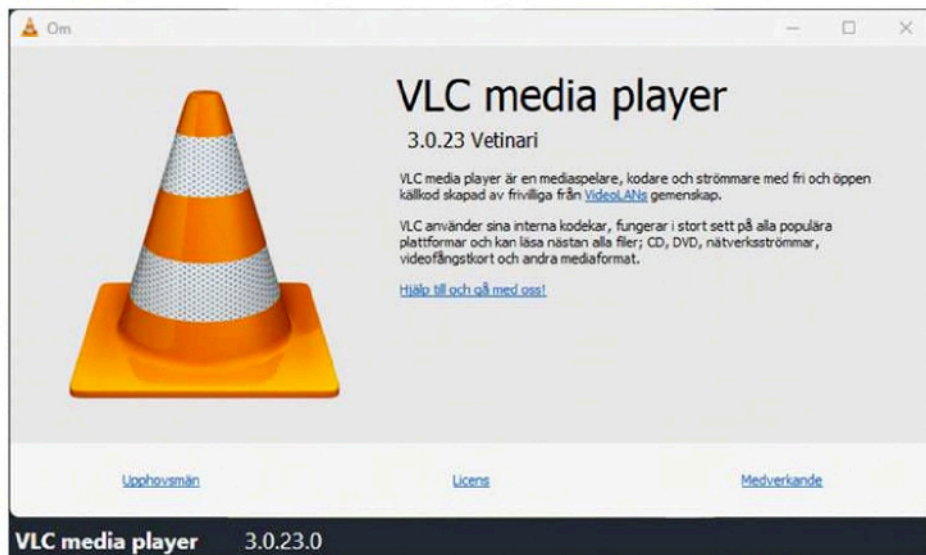 Om
VLC media player
3.0.23 Vetinari
VLC media player är en mediaspelare, kodare och strömmare med fri och öppen
källkod skapad av frivilliga från VideoLANs gemenskap.
VLC använder sina interna kodekar, fungerar i stort sett på alla populära
plattformar och kan läsa nästan alla filer; CD, DVD, nätverksströmmar,
videofångstkort och andra mediaformat.
Hjälp till och gå med oss!
Upphovsmän Licens Medverkande
VLC media player 3.0.23.0